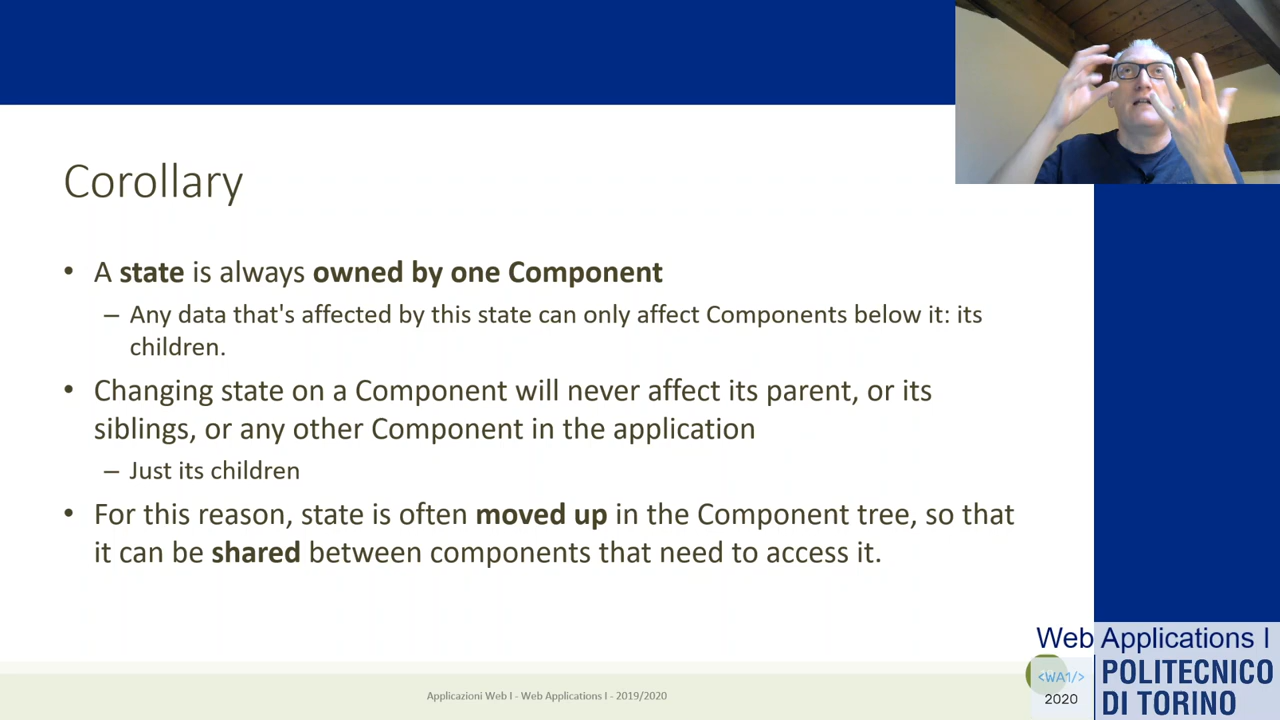 Corollary
• A state is always owned by one Component
– Any data that's affected by this state can only affect Components below it: its
children.
• Changing state on a Component will never affect its parent, or its
siblings, or any other Component in the application
– Just its children
• For this reason, state is often moved up in the Component tree, so that
it can be shared between components that need to access it.
Applicazioni Web I - Web Applications I - 2019/2020
Web Applications I
<WA1/>
2020
POLITECNICO
DI TORINO